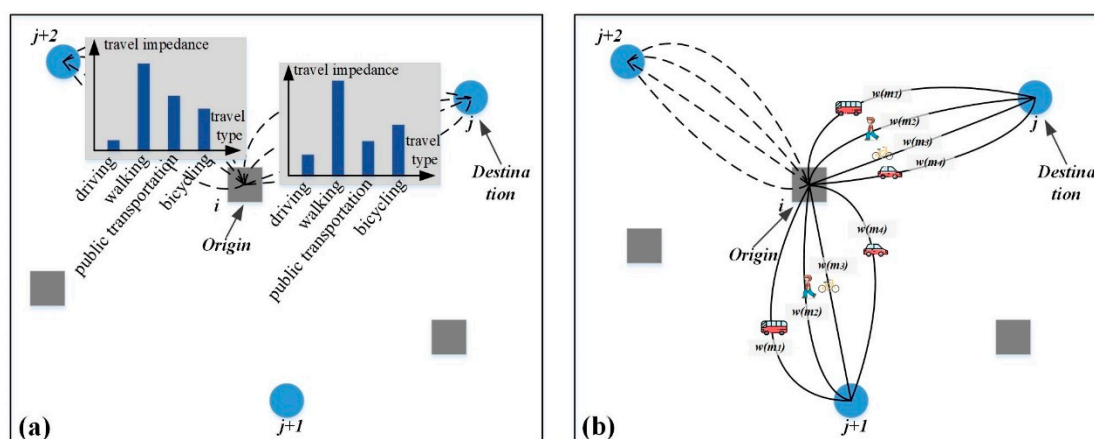 j+2
travel impedance
travel
type
driving
walking
public transportation
bicycling
travel impedance
travel
type
driving
walking
public transportation
bicycling
j
Destina
tion
i
Origin
j+1
(a)
j+2
w(m1)
w(m2)
w(m3)
w(m4)
j
Destina
tion
i
Origin
w(m4)
w(m3)
w(m2)
w(m1)
j+1
(b)